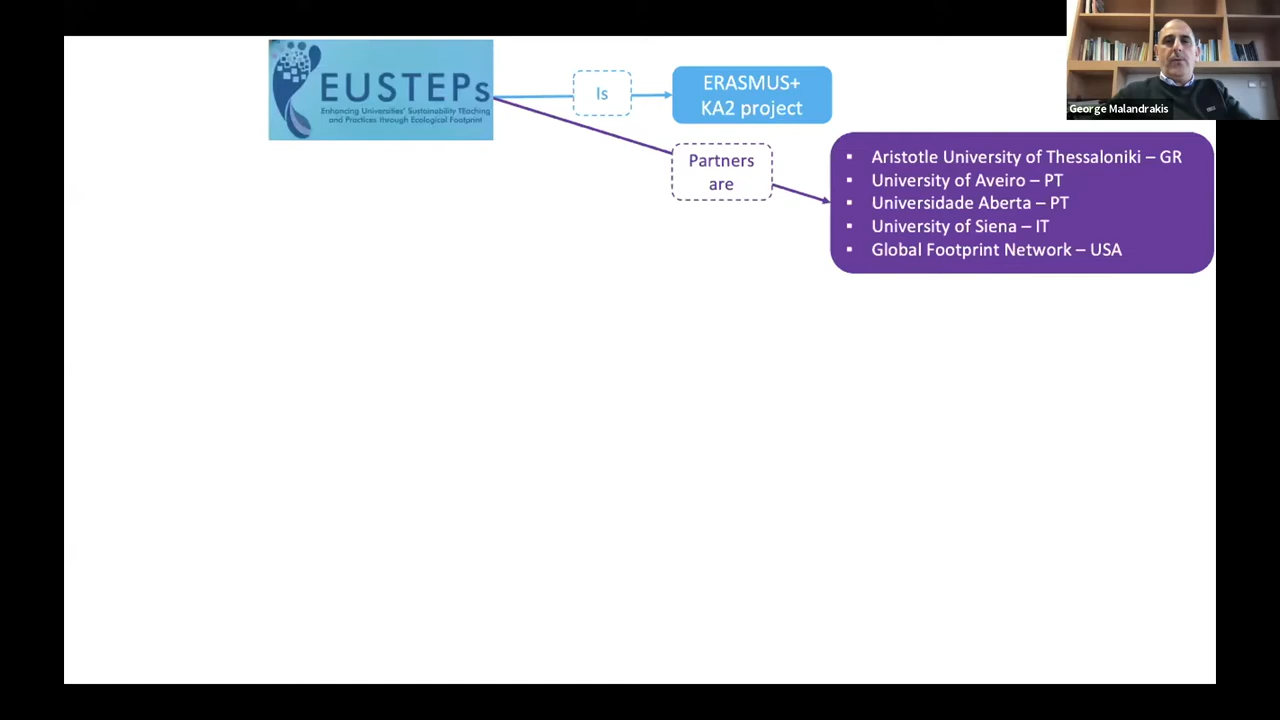 EUSTEPs
Enhancing Universities' Sustainability TEaching
and Practices through Ecological Footprint
Is
ERASMUS+
KA2 project
George Malandrakis
Partners
are
▪ Aristotle University of Thessaloniki – GR
▪ University of Aveiro – PT
▪ Universidade Aberta – PT
▪ University of Siena – IT
▪ Global Footprint Network – USA